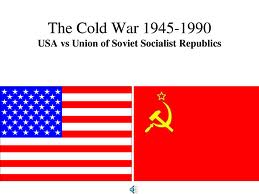 The Cold War 1945-1990
USA vs Union of Soviet Socialist Republics